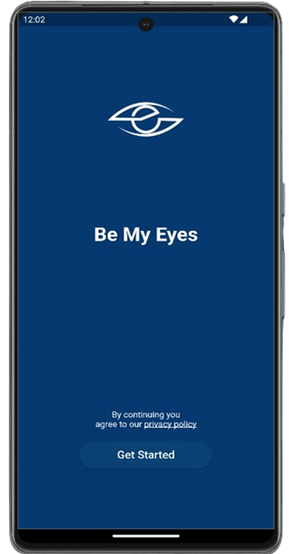 12:02
Be My Eyes
By continuing you
agree to our privacy policy
Get Started